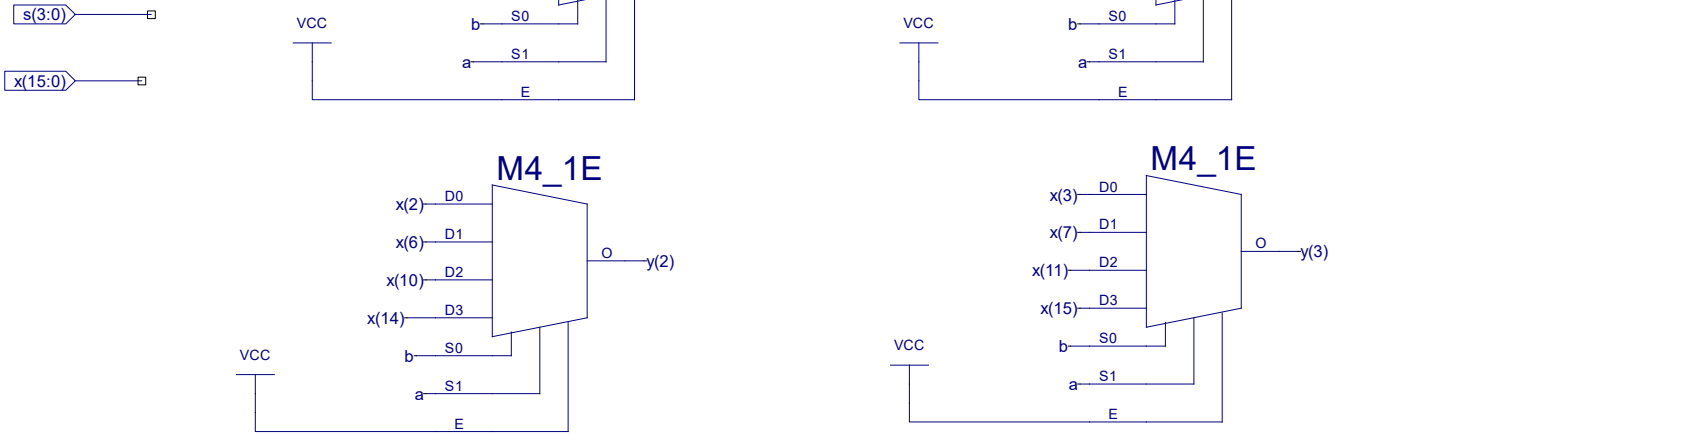 s(3:0)
x(15:0)
VCC
b S0
a S1
E
VCC
b S0
a S1
E
M4_1E
x(2) D0
x(6) D1
x(10) D2
x(14) D3
O y(2)
b S0
a S1
VCC
E
M4_1E
x(3) D0
x(7) D1
x(11) D2
x(15) D3
O y(3)
b S0
a S1
VCC
E